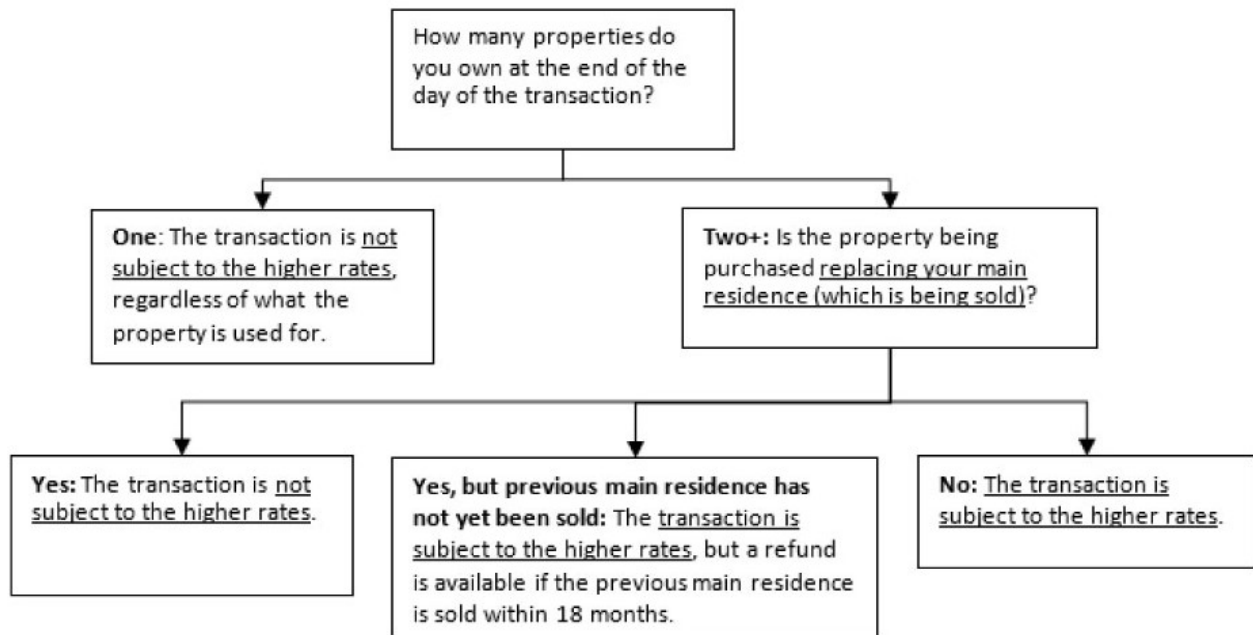 How many properties do
you own at the end of the
day of the transaction?
One: The transaction is not
subject to the higher rates,
regardless of what the
property is used for.
Two+: Is the property being
purchased replacing your main
residence (which is being sold)?
Yes: The transaction is not
subject to the higher rates.
Yes, but previous main residence has
not yet been sold: The transaction is
subject to the higher rates, but a refund
is available if the previous main residence
is sold within 18 months.
No: The transaction is
subject to the higher rates.